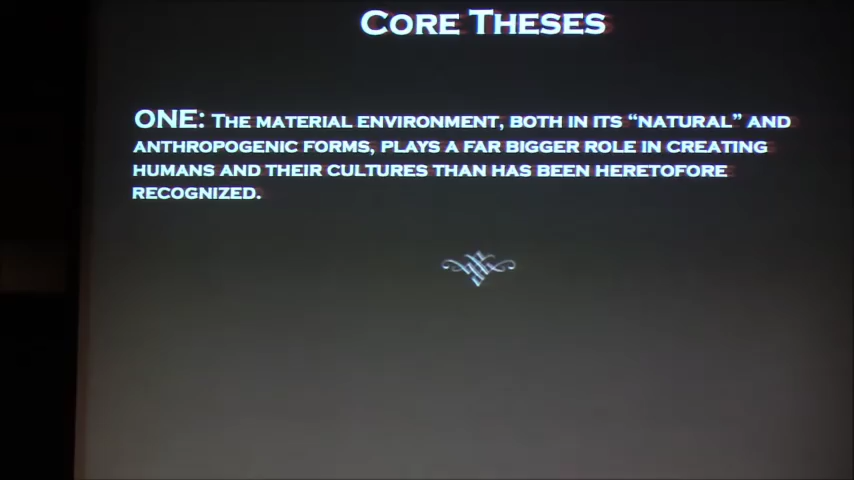 CORE THESES
ONE: THE MATERIAL ENVIRONMENT, BOTH IN ITS “NATURAL” AND
ANTHROPOGENIC FORMS, PLAYS A FAR BIGGER ROLE IN CREATING
HUMANS AND THEIR CULTURES THAN HAS BEEN HERETOFORE
RECOGNIZED.